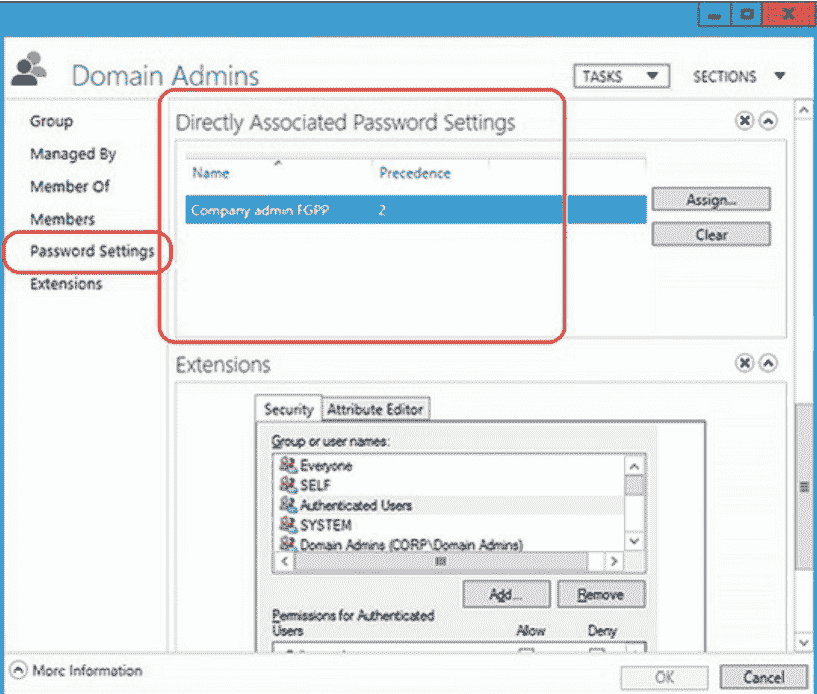 Domain Admins
TASKS
SECTIONS
Group
Managed By
Member Of
Members
Password Settings
Extensions
Directly Associated Password Settings
Name Precedence
Company admin FGPP 2
Assign...
Clear
Extensions
Security Attribute Editor
Group or user names:
Everyone
SELF
Authenticated Users
SYSTEM
Domain Admins (CORP\Domain Admins)
Add... Remove
Permissions for Authenticated
Users Allow Deny
More Information
OK Cancel